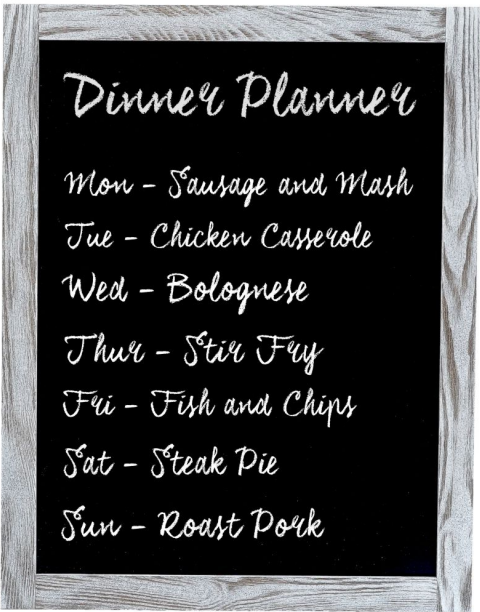 Dinner Planner
Mon - Sausage and Mash
Tue - Chicken Casserole
Wed - Bolognese
Thur - Stir Fry
Fri - Fish and Chips
Sat - Steak Pie
Sun - Roast Pork